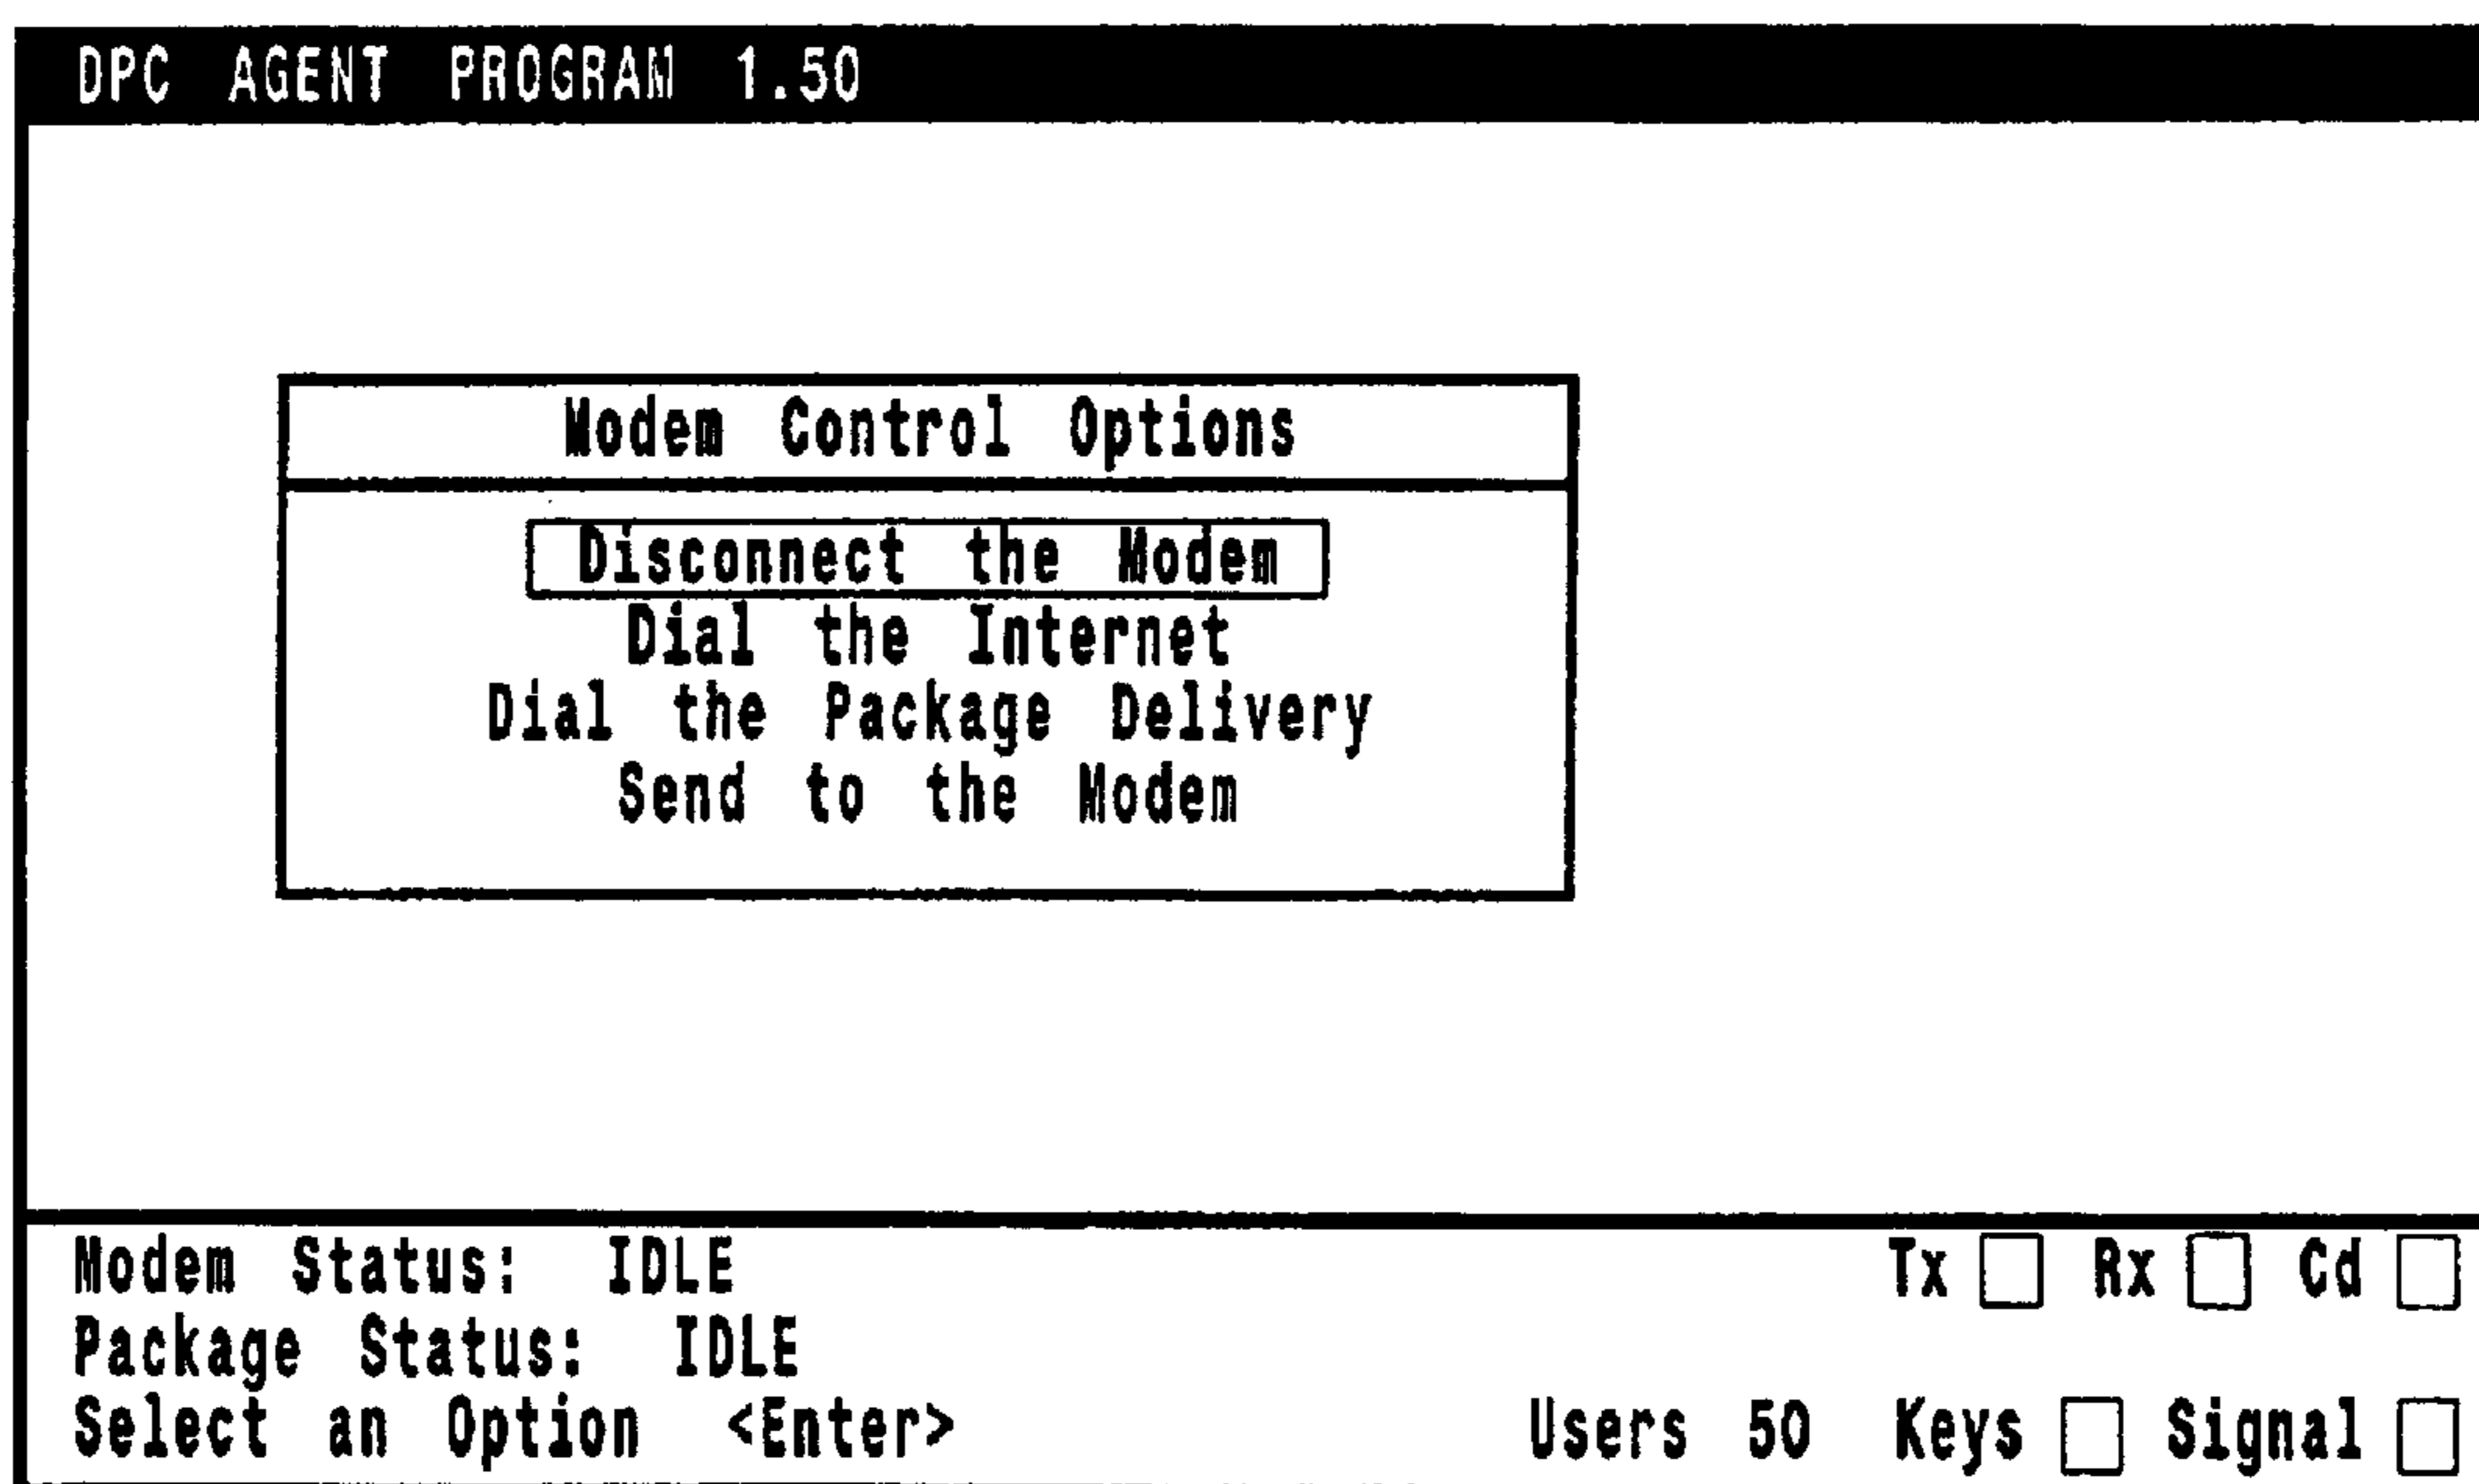 DPC AGENT PROGRAM 1.50
Modem Control Options
Disconnect the Modem
Dial the Internet
Dial the Package Delivery
Send to the Modem
Modem Status: IDLE Tx Rx Cd
Package Status: IDLE
Select an Option <Enter> Users 50 Keys Signal